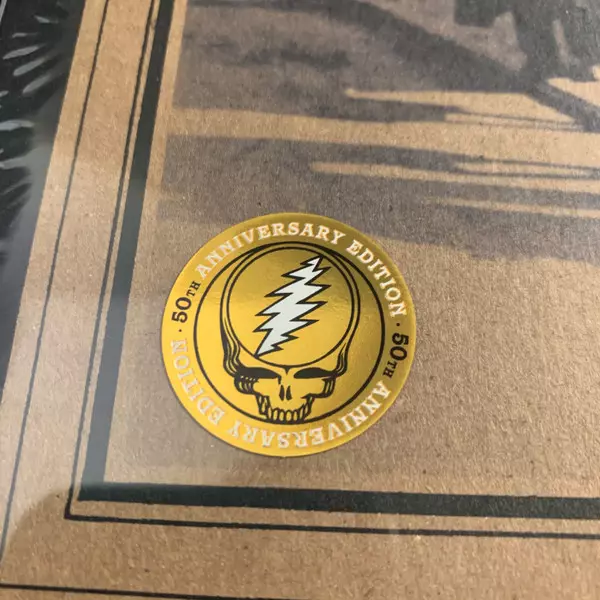 50TH ANNIVERSARY EDITION
· 50TH ANNIVERSARY EDITION ·